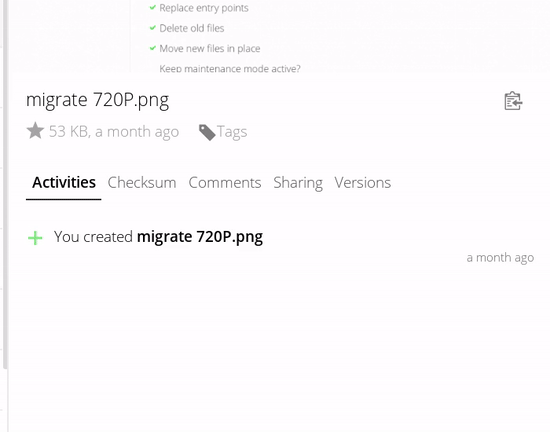 Replace entry points
Delete old files
Move new files in place
Keep maintenance mode active?
migrate 720P.png
53 KB, a month ago Tags
Activities Checksum Comments Sharing Versions
You created migrate 720P.png
a month ago